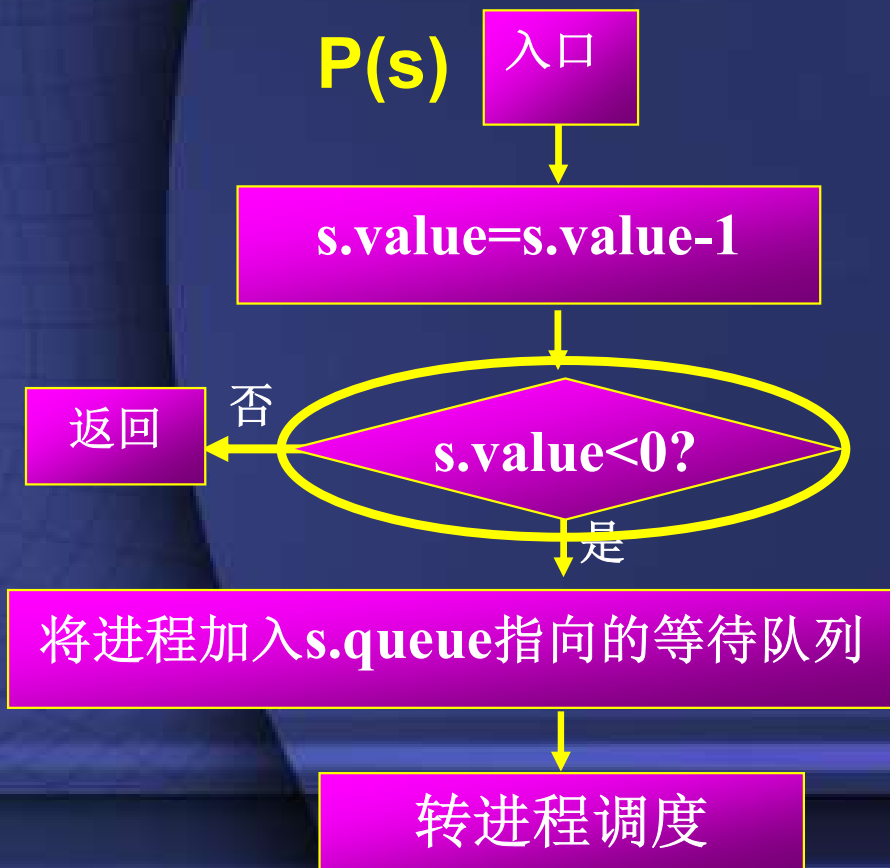 P(s)
入口
s.value=s.value-1
否
返回
s.value<0?
是
将进程加入s.queue指向的等待队列
转进程调度